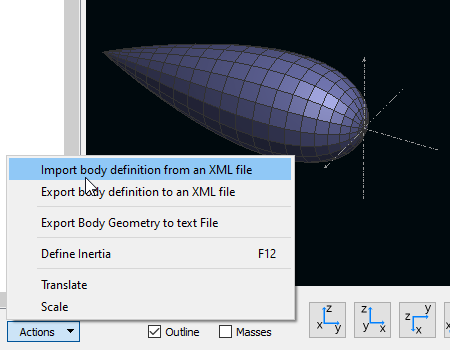 Import body definition from an XML file
Export body definition to an XML file
Export Body Geometry to text File
Define Inertia F12
Translate
Scale
Actions Outline Masses
z x y
z y x
y x z